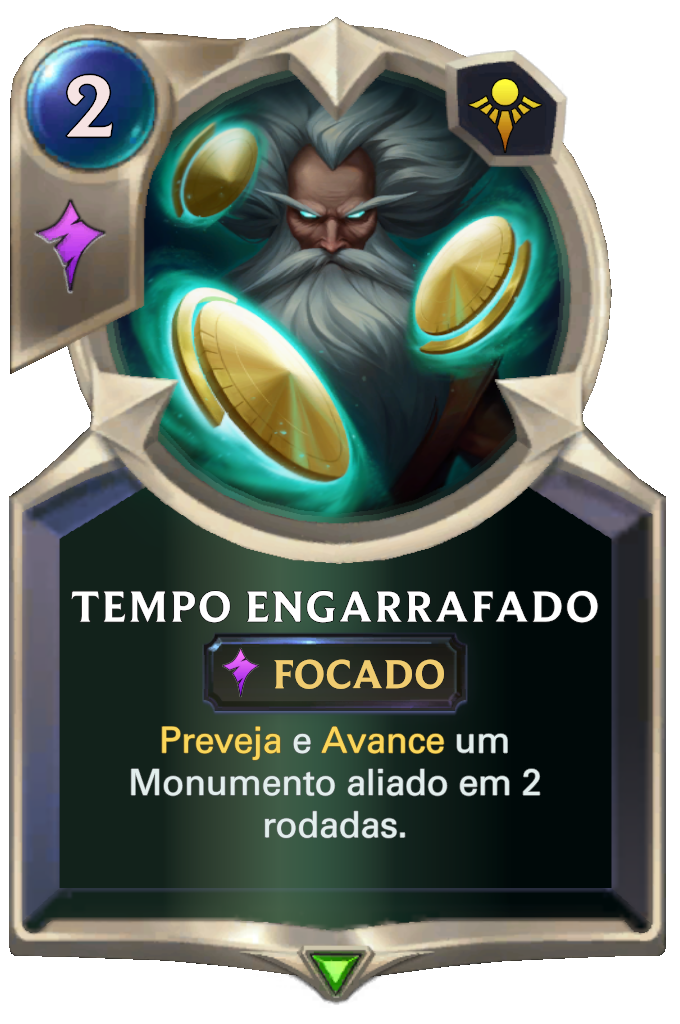 2
TEMPO ENGARRAFADO
FOCADO
Preveja e Avance um
Monumento aliado em 2
rodadas.